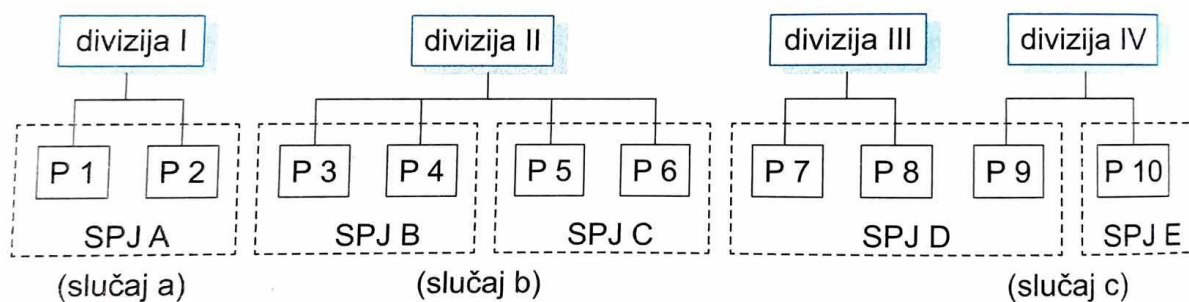 divizija I
divizija II
divizija III
divizija IV
P 1
P 2
P 3
P 4
P 5
P 6
P 7
P 8
P 9
P 10
SPJ A
SPJ B
SPJ C
SPJ D
SPJ E
(slučaj a)
(slučaj b)
(slučaj c)